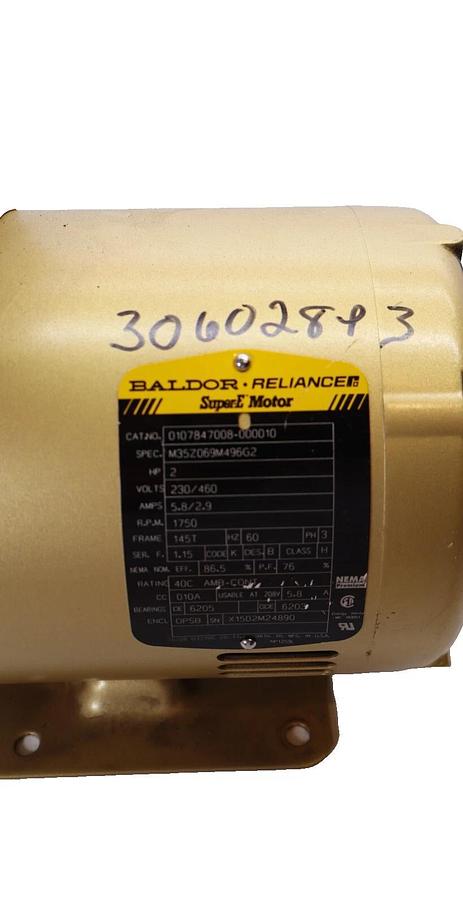 30602893
BALDOR · RELIANCE
Super-E Motor
CAT.NO. 0107847008-000010
SPEC. M35Z069M496G2
HP 2
VOLTS 230/460
AMPS 5.8/2.9
R.P.M. 1750
FRAME 145T HZ 60 PH 3
SER. F. 1.15 CODE K DES. B CLASS H
NEMA NOM. EFF. 86.5 % P.F. 76 %
RATING 40C AMB-CONT
NEMA
Premium
CC 010A USABLE AT 208V 5.8 A
BEARINGS DE 6205 ODE 6203
ENCL OPSB SN X1502M24890